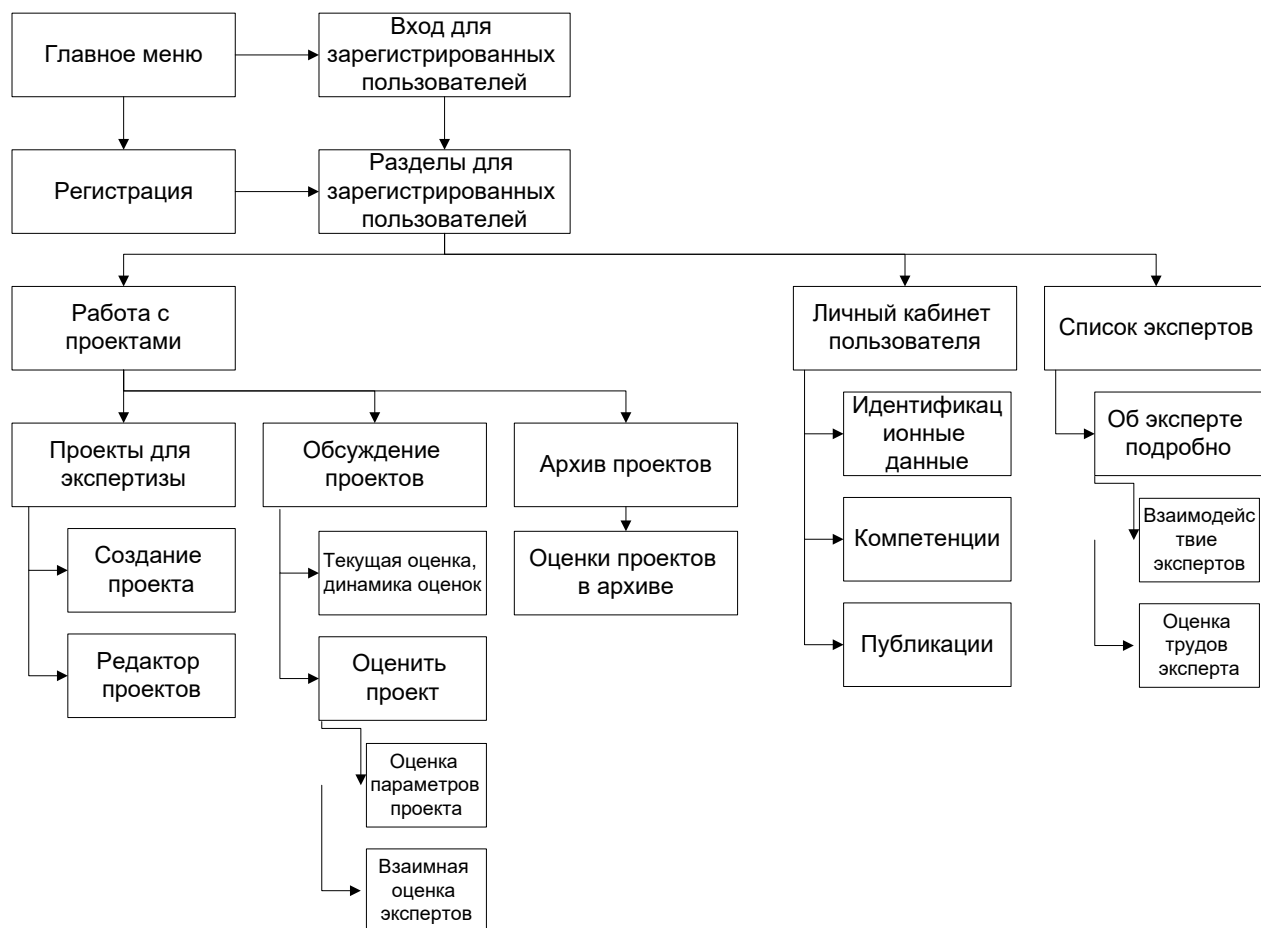 Главное меню
Вход для
зарегистрированных
пользователей
Регистрация
Разделы для
зарегистрированных
пользователей
Работа с
проектами
Личный кабинет
пользователя
Список экспертов
Проекты для
экспертизы
Обсуждение
проектов
Архив проектов
Идентификац
ионные
данные
Об эксперте
подробно
Создание
проекта
Текущая оценка,
динамика оценок
Оценки проектов
в архиве
Компетенции
Взаимодейс
твие
экспертов
Редактор
проектов
Оценить
проект
Публикации
Оценка
трудов
эксперта
Оценка
параметров
проекта
Взаимная
оценка
экспертов